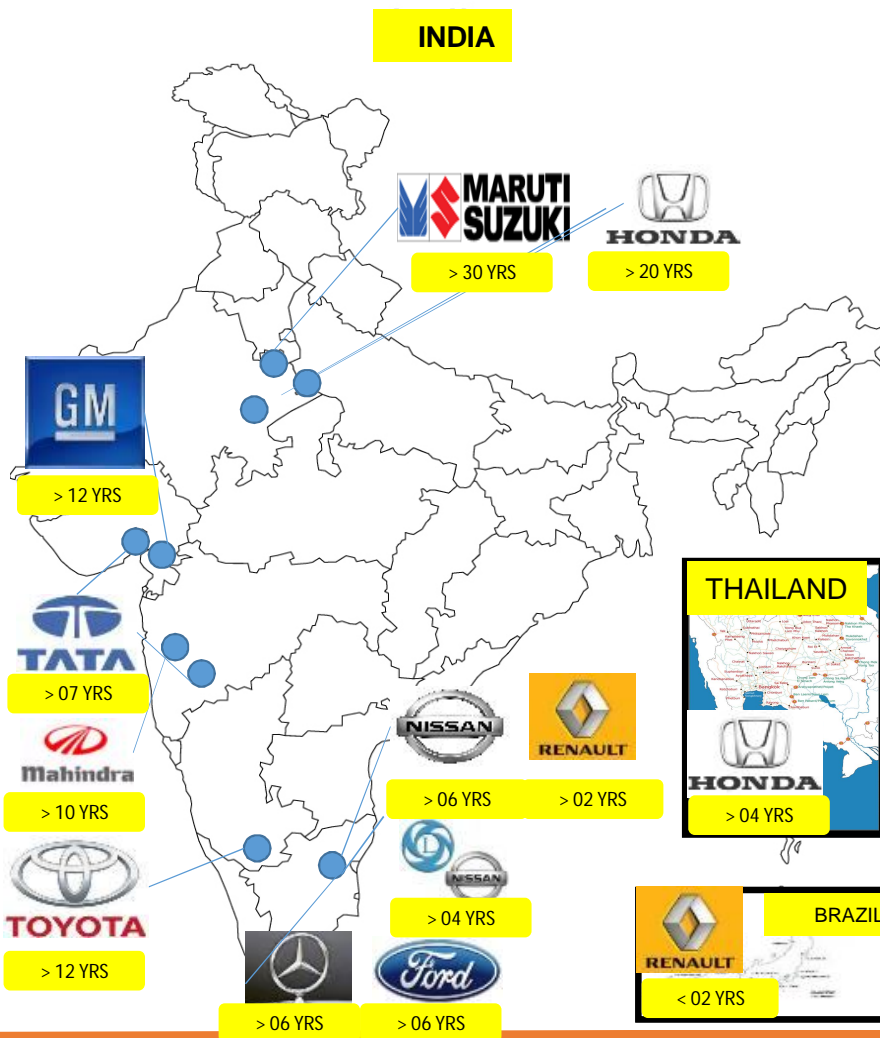 INDIA
MARUTI
SUZUKI
HONDA
> 30 YRS
> 20 YRS
GM
> 12 YRS
THAILAND
TATA
> 07 YRS
NISSAN
RENAULT
Mahindra
HONDA
> 06 YRS
> 02 YRS
> 10 YRS
> 04 YRS
NISSAN
TOYOTA
> 04 YRS
BRAZIL
RENAULT
Ford
> 12 YRS
< 02 YRS
> 06 YRS
> 06 YRS